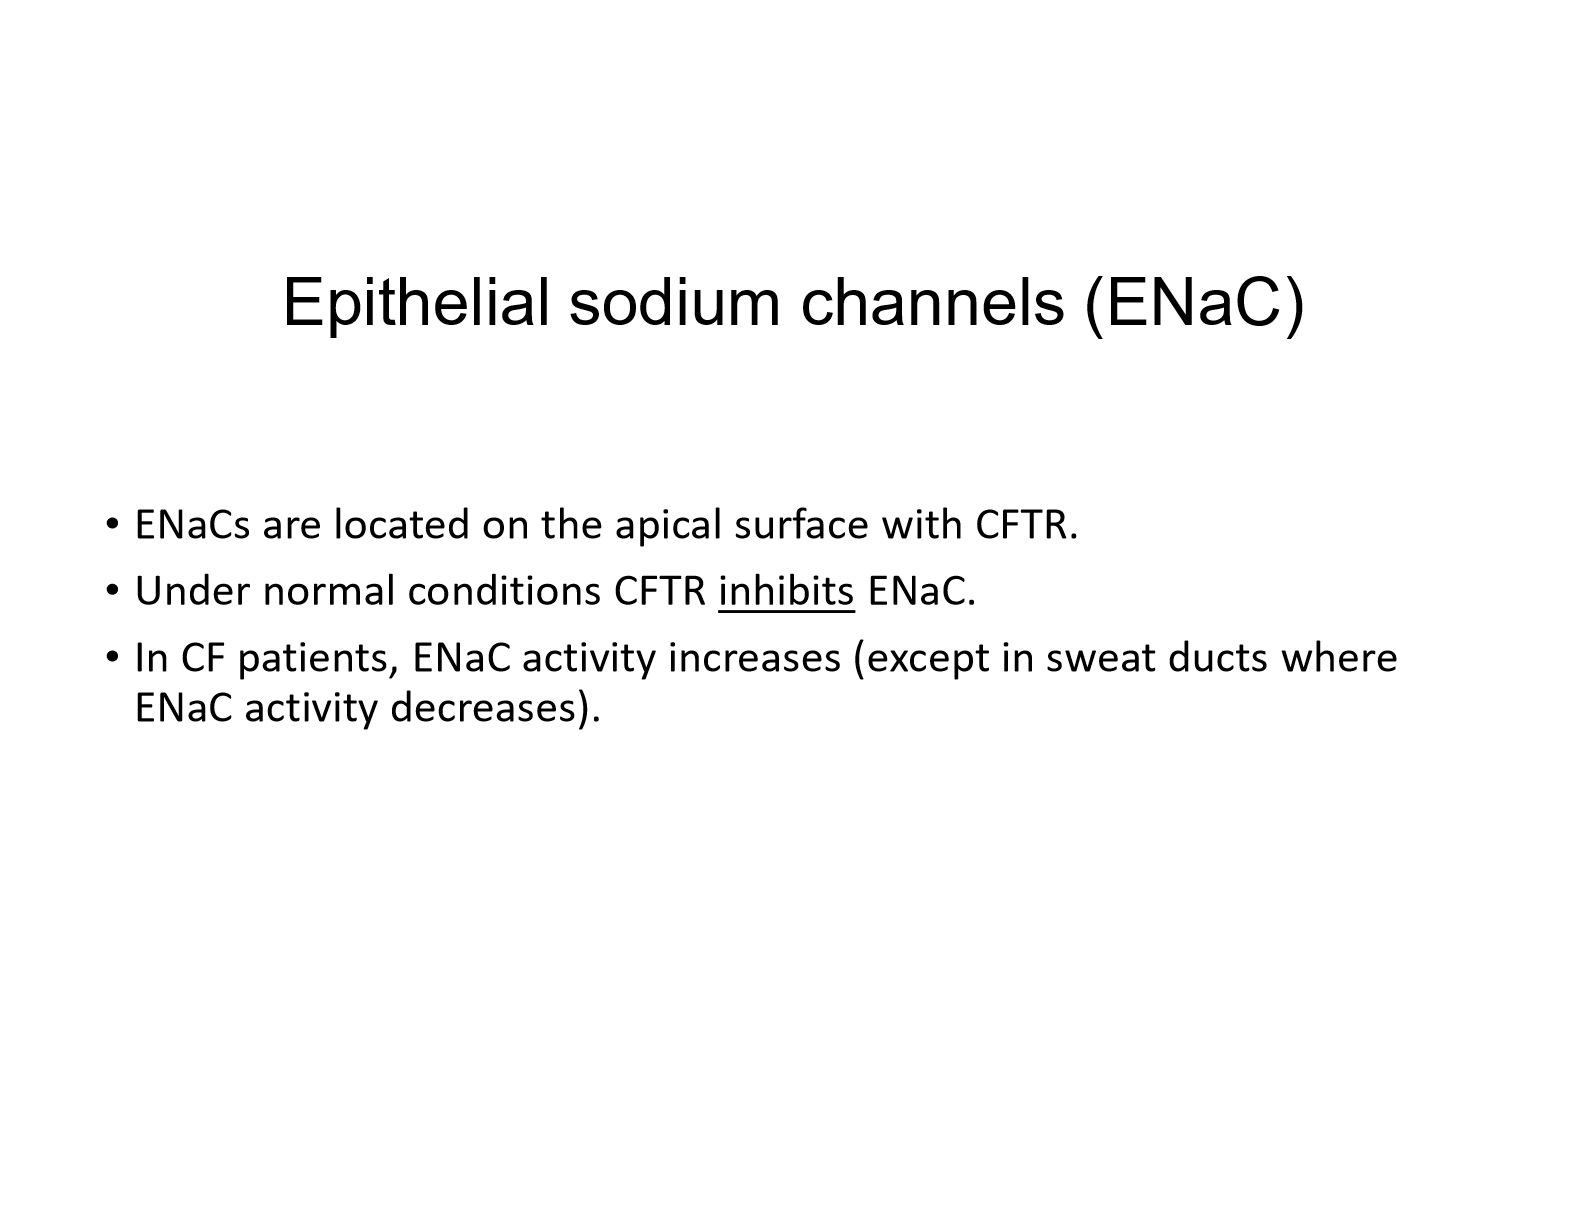 Epithelial sodium channels (ENaC)
• ENaCs are located on the apical surface with CFTR.
• Under normal conditions CFTR inhibits ENaC.
• In CF patients, ENaC activity increases (except in sweat ducts where
ENaC activity decreases).